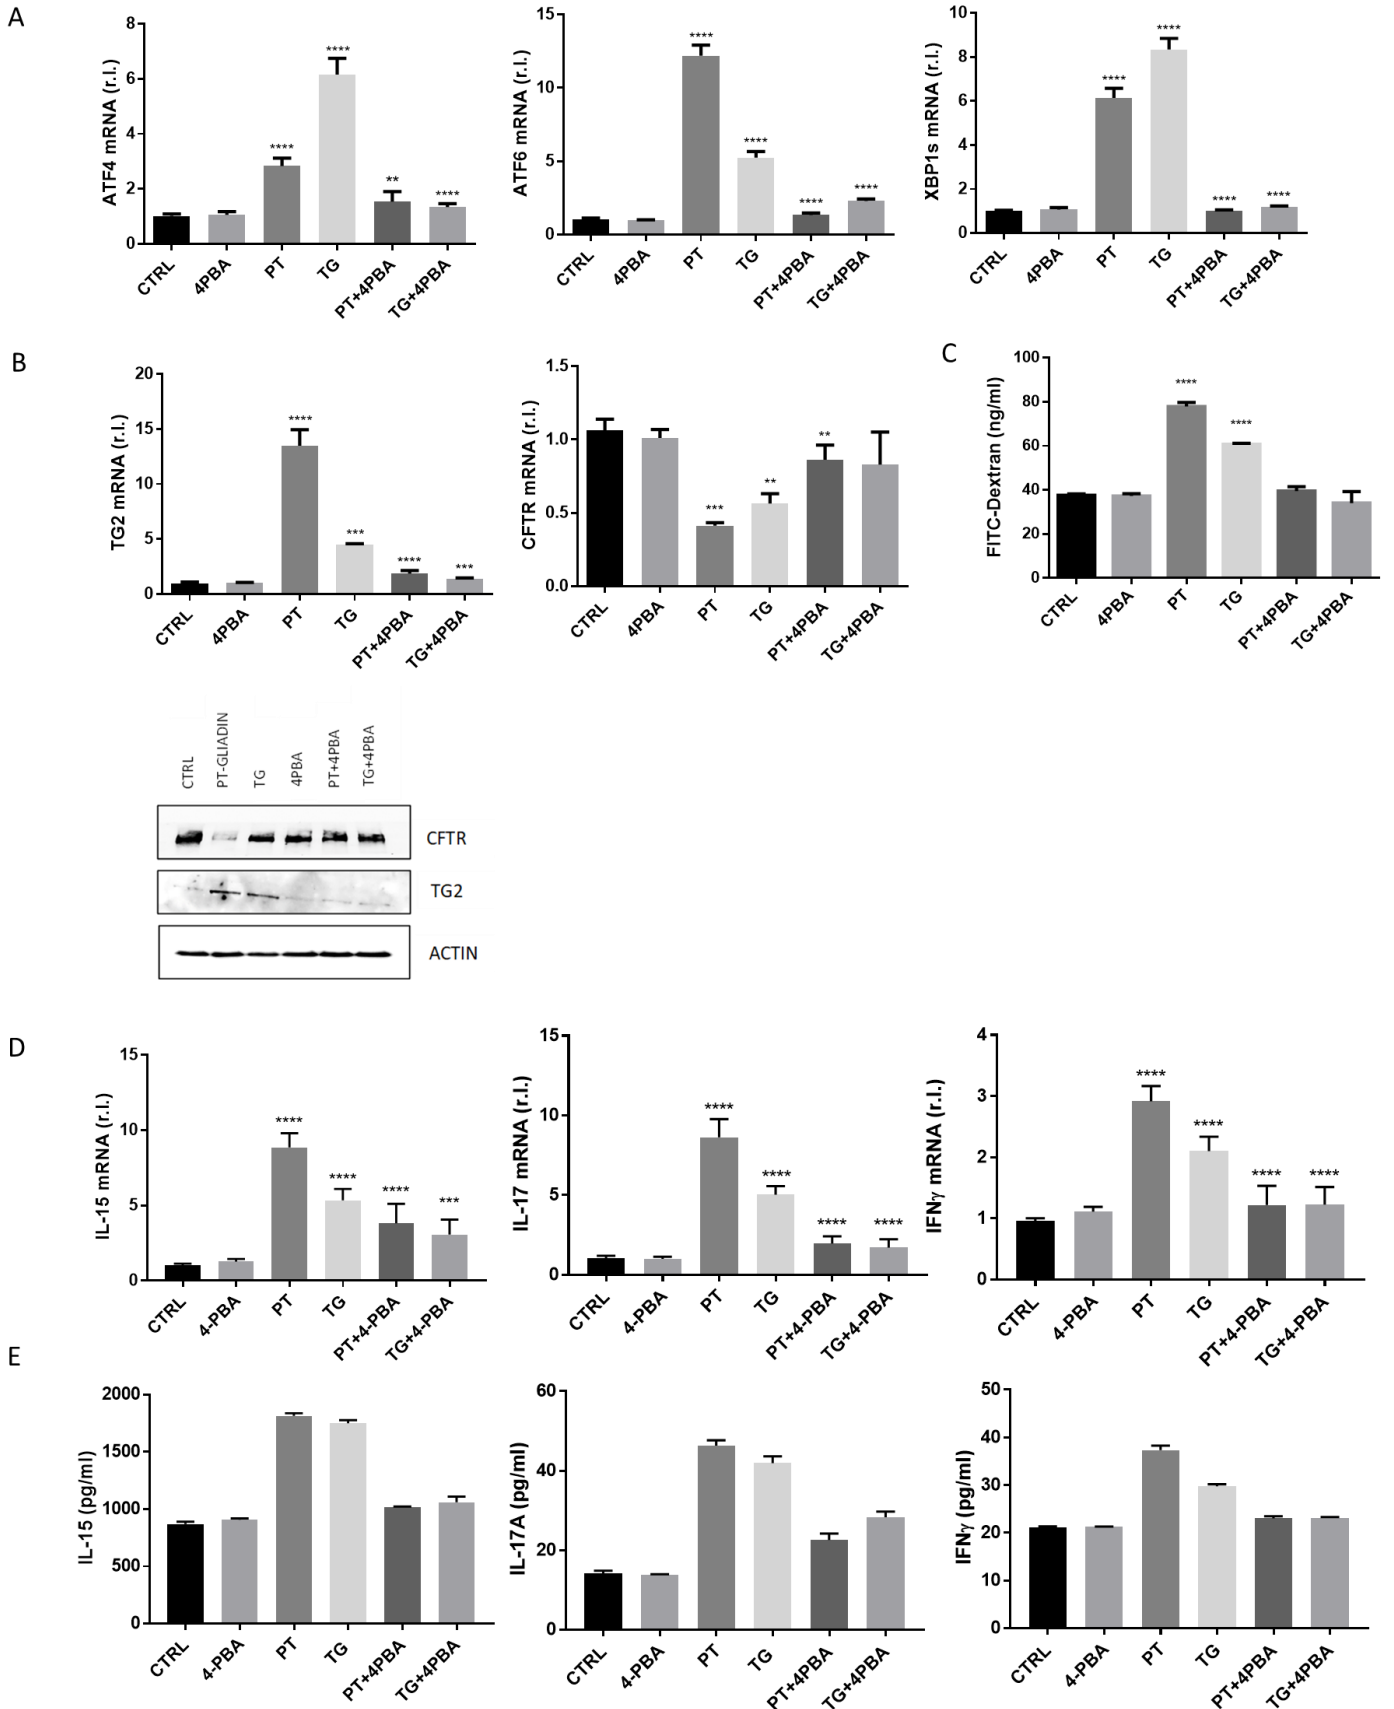 A
ATF4 mRNA (r.l.)
8
6
4
2
0
****
****
**
****
CTRL
4PBA
PT
TG
PT+4PBA
TG+4PBA
ATF6 mRNA (r.l.)
15
10
5
0
****
****
****
****
CTRL
4PBA
PT
TG
PT+4PBA
TG+4PBA
XBP1s mRNA (r.l.)
10
8
6
4
2
0
****
****
****
****
CTRL
4PBA
PT
TG
PT+4PBA
TG+4PBA
B
TG2 mRNA (r.l.)
20
15
10
5
0
****
***
****
***
CTRL
4PBA
PT
TG
PT+4PBA
TG+4PBA
CFTR mRNA (r.l.)
1.5
1.0
0.5
0.0
***
**
**
CTRL
4PBA
PT
TG
PT+4PBA
TG+4PBA
C
FITC-Dextran (ng/ml)
100
80
60
40
20
0
****
****
CTRL
4PBA
PT
TG
PT+4PBA
TG+4PBA
CTRL
PT-GLIADIN
TG
4PBA
PT+4PBA
TG+4PBA
CFTR
TG2
ACTIN
D
IL-15 mRNA (r.l.)
15
10
5
0
****
****
****
***
CTRL
4-PBA
PT
TG
PT+4-PBA
TG+4-PBA
IL-17 mRNA (r.l.)
15
10
5
0
****
****
****
****
CTRL
4-PBA
PT
TG
PT+4-PBA
TG+4-PBA
IFNγ mRNA (r.l.)
4
3
2
1
0
****
****
****
****
CTRL
4-PBA
PT
TG
PT+4-PBA
TG+4-PBA
E
IL-15 (pg/ml)
2000
1500
1000
500
0
CTRL
4-PBA
PT
TG
PT+4PBA
TG+4PBA
IL-17A (pg/ml)
60
40
20
0
CTRL
4-PBA
PT
TG
PT+4PBA
TG+4PBA
IFNγ (pg/ml)
50
40
30
20
10
0
CTRL
4-PBA
PT
TG
PT+4PBA
TG+4PBA